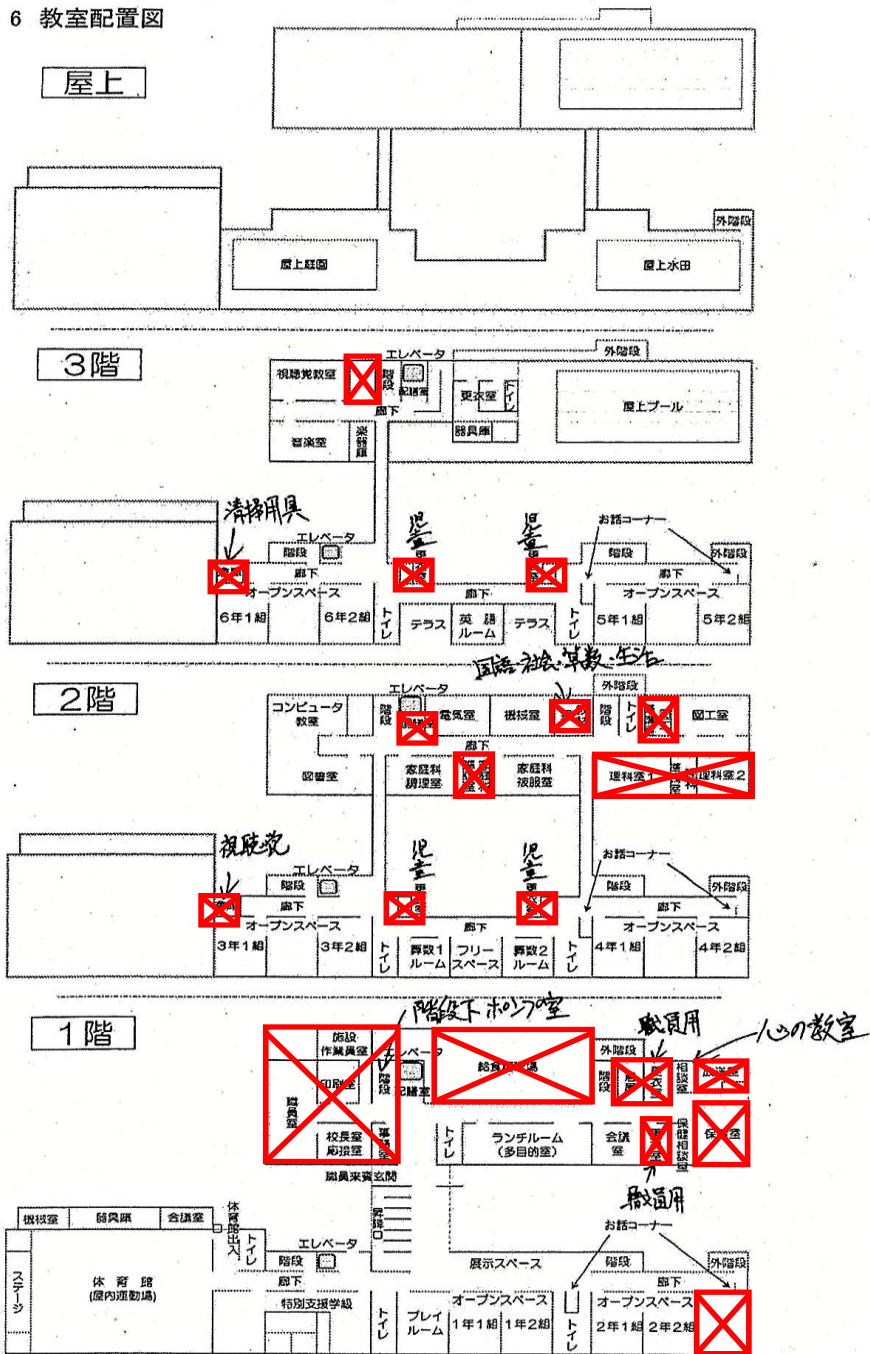 6 教室配置図
屋上
外階段
屋上庭園
屋上水田
3階
エレベータ
外階段
視聴覚教室
階段
配膳室
更衣室
トイレ
屋上プール
廊下
音楽室
楽器庫
器具庫
清掃用具
児童
児童
お話コーナー
エレベータ
階段
階段
外階段
廊下
廊下
廊下
オープンスペース
オープンスペース
6年1組
6年2組
トイレ
テラス
英語ルーム
テラス
トイレ
5年1組
5年2組
国語・社会・算数・生活
2階
エレベータ
外階段
コンピュータ教室
階段
電気室
機械室
階段
トイレ
図工室
廊下
図書室
家庭科調理室
家庭科被服室
理科室1
理科室2
視聴覚
児童
児童
お話コーナー
エレベータ
階段
階段
外階段
廊下
廊下
廊下
オープンスペース
オープンスペース
3年1組
3年2組
トイレ
算数1ルーム
フリースペース
算数2ルーム
トイレ
4年1組
4年2組
1階
階段下ポンプ室
職員用
心の教室
施設作業員室
エレベータ
外階段
印刷室
階段
配膳室
階段
相談室
職員室
校長室応接室
トイレ
ランチルーム
(多目的室)
会議室
保健相談室
職員来賓玄関
職員用
機械室
器具庫
会議室
体育館出入
トイレ
昇降口
お話コーナー
エレベータ
階段
展示スペース
階段
外階段
ステージ
体育館
(屋内運動場)
廊下
廊下
特別支援学級
トイレ
プレイルーム
オープンスペース
オープンスペース
1年1組
1年2組
トイレ
2年1組
2年2組